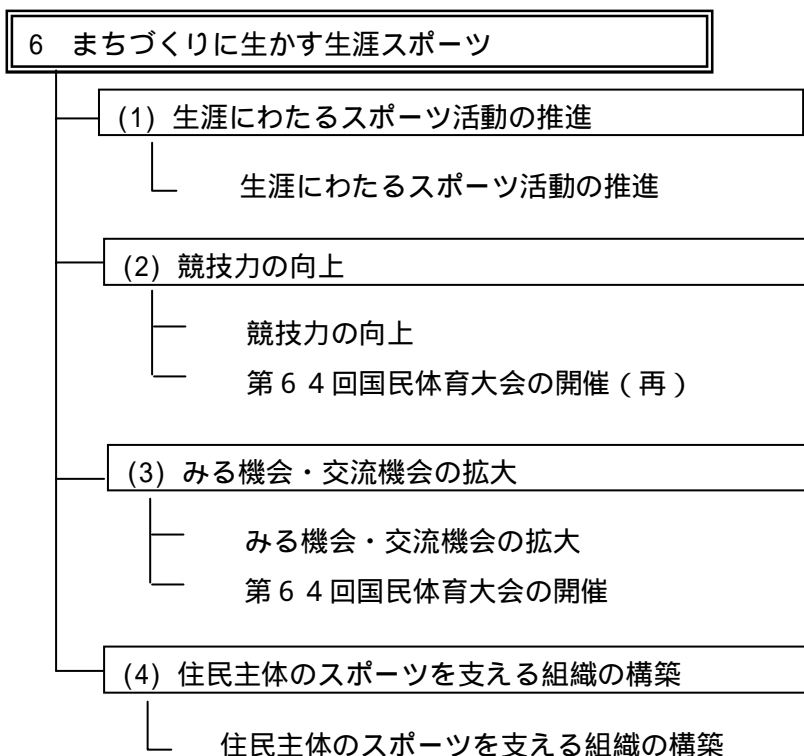 6 まちづくりに生かす生涯スポーツ
(1) 生涯にわたるスポーツ活動の推進
生涯にわたるスポーツ活動の推進
(2) 競技力の向上
競技力の向上
第６４回国民体育大会の開催（再）
(3) みる機会・交流機会の拡大
みる機会・交流機会の拡大
第６４回国民体育大会の開催
(4) 住民主体のスポーツを支える組織の構築
住民主体のスポーツを支える組織の構築